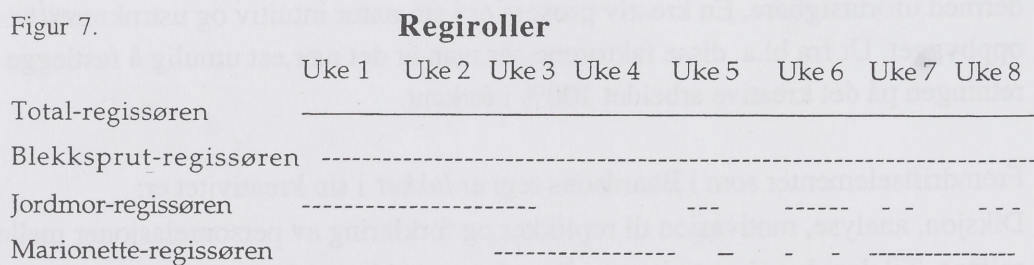 Figur 7.
Regiroller
Uke 1 Uke 2 Uke 3 Uke 4 Uke 5 Uke 6 Uke 7 Uke 8
Total-regissøren
Blekksprut-regissøren
Jordmor-regissøren
Marionette-regissøren